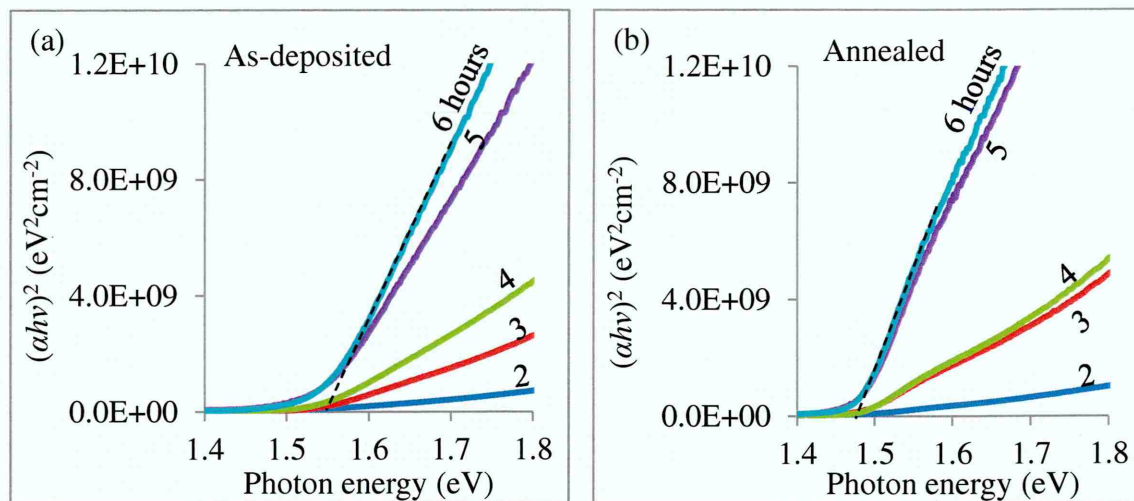 (a)
As-deposited
1.2E+10
8.0E+09
4.0E+09
0.0E+00
(αhν)² (eV²cm⁻²)
6 hours
5
4
3
2
1.4 1.5 1.6 1.7 1.8
Photon energy (eV)
(b)
Annealed
1.2E+10
8.0E+09
4.0E+09
0.0E+00
(αhν)² (eV²cm⁻²)
6 hours
5
4
3
2
1.4 1.5 1.6 1.7 1.8
Photon energy (eV)